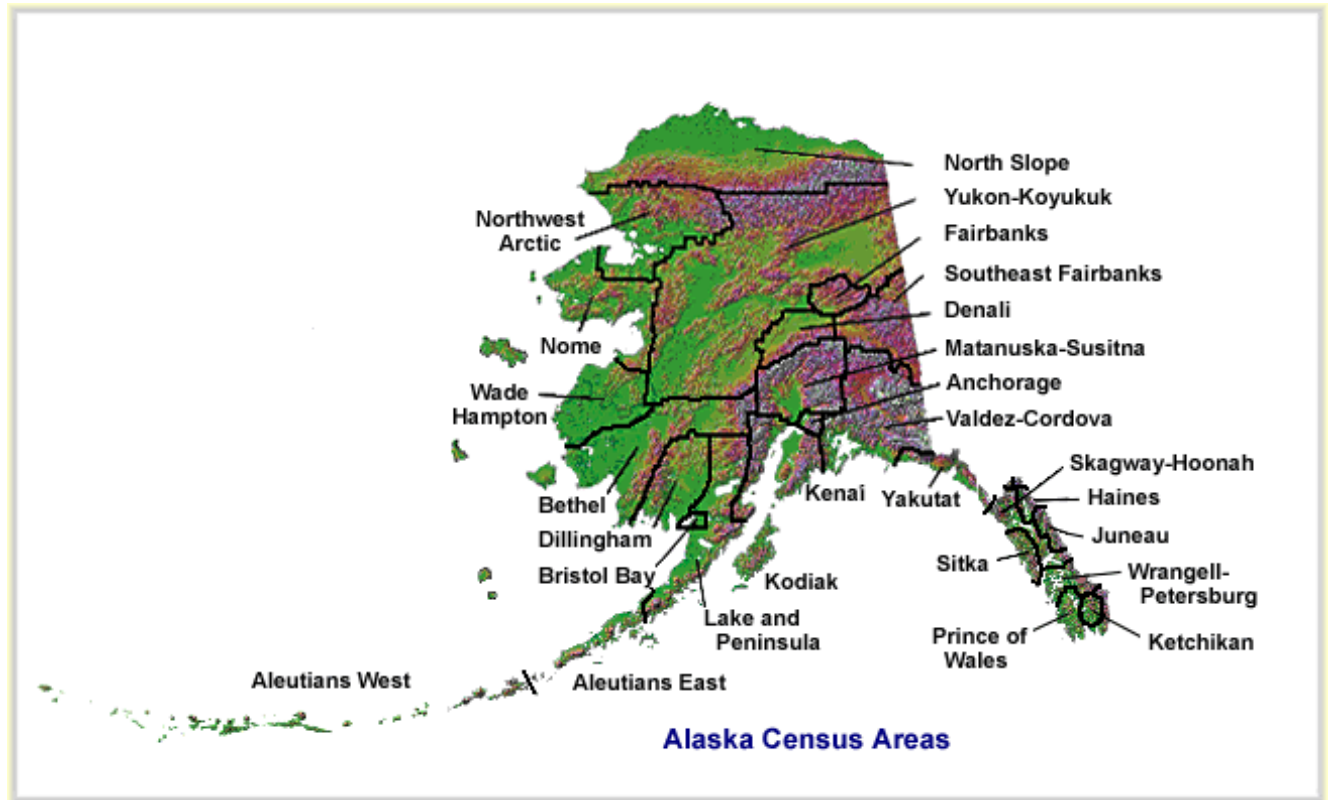 North Slope
Yukon-Koyukuk
Northwest
Arctic
Fairbanks
Southeast Fairbanks
Denali
Nome
Matanuska-Susitna
Anchorage
Wade
Hampton
Valdez-Cordova
Skagway-Hoonah
Kenai
Yakutat
Haines
Bethel
Juneau
Dillingham
Sitka
Bristol Bay
Kodiak
Wrangell-
Petersburg
Lake and
Peninsula
Prince of
Wales
Ketchikan
Aleutians West
Aleutians East
Alaska Census Areas